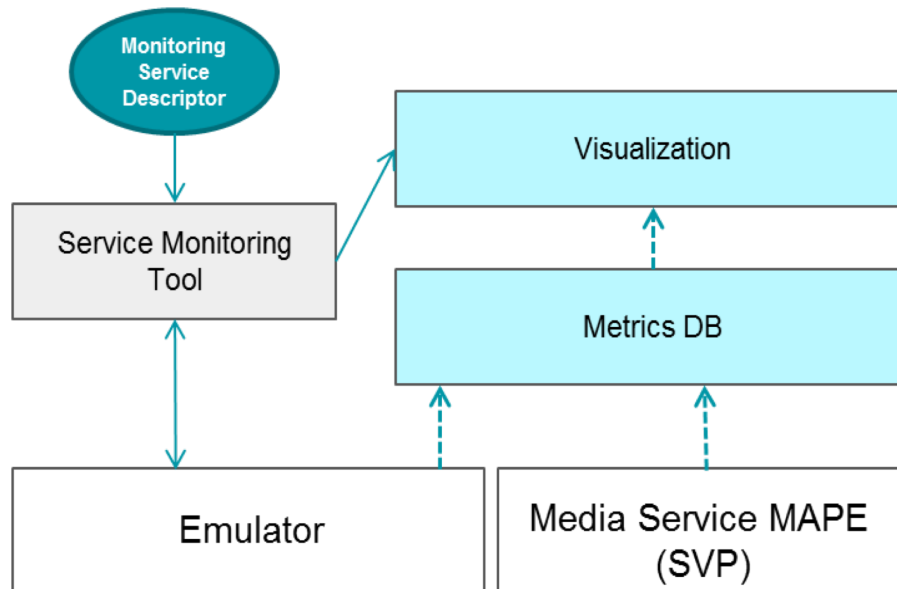 Monitoring
Service
Descriptor
Visualization
Service Monitoring
Tool
Metrics DB
Emulator
Media Service MAPE
(SVP)